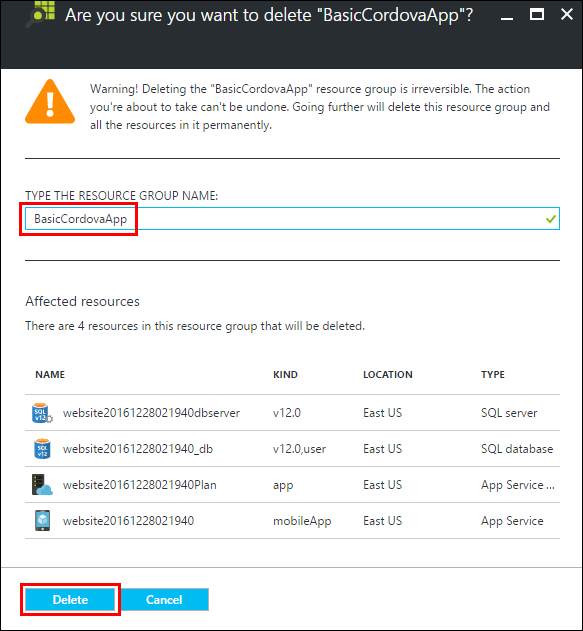 Are you sure you want to delete "BasicCordovaApp"?
Warning! Deleting the "BasicCordovaApp" resource group is irreversible. The action
you're about to take can't be undone. Going further will delete this resource group and
all the resources in it permanently.
TYPE THE RESOURCE GROUP NAME:
BasicCordovaApp
Affected resources
There are 4 resources in this resource group that will be deleted.
NAME KIND LOCATION TYPE
SQL v12 website20161228021940dbserver v12.0 East US SQL server
SQL v12 website20161228021940_db v12.0,user East US SQL database
website20161228021940Plan app East US App Service ...
website20161228021940 mobileApp East US App Service
Delete Cancel